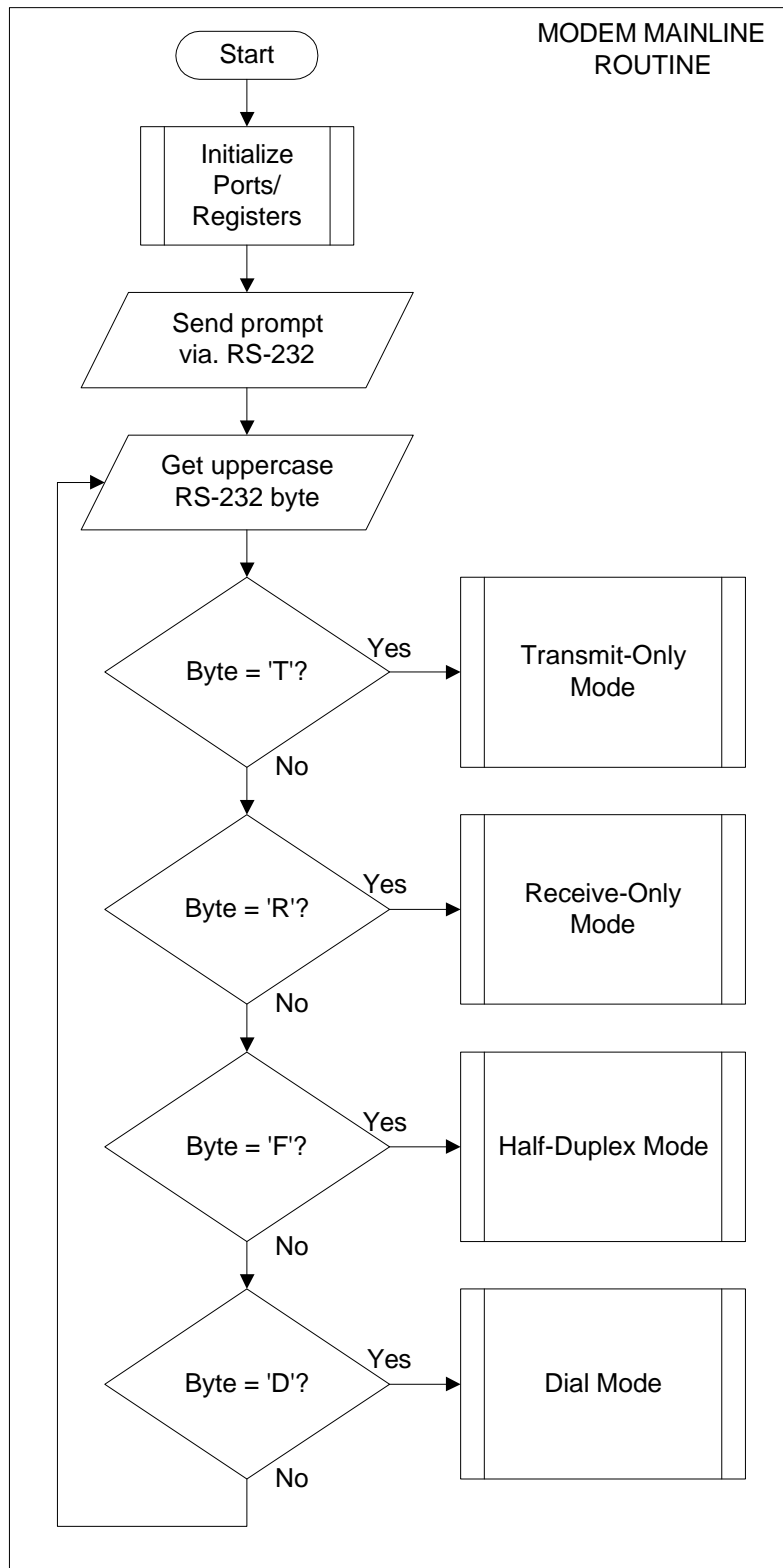 MODEM MAINLINE
ROUTINE
Start
Initialize
Ports/
Registers
Send prompt
via. RS-232
Get uppercase
RS-232 byte
Byte = 'T'?
Yes
Transmit-Only
Mode
No
Byte = 'R'?
Yes
Receive-Only
Mode
No
Byte = 'F'?
Yes
Half-Duplex Mode
No
Byte = 'D'?
Yes
Dial Mode
No